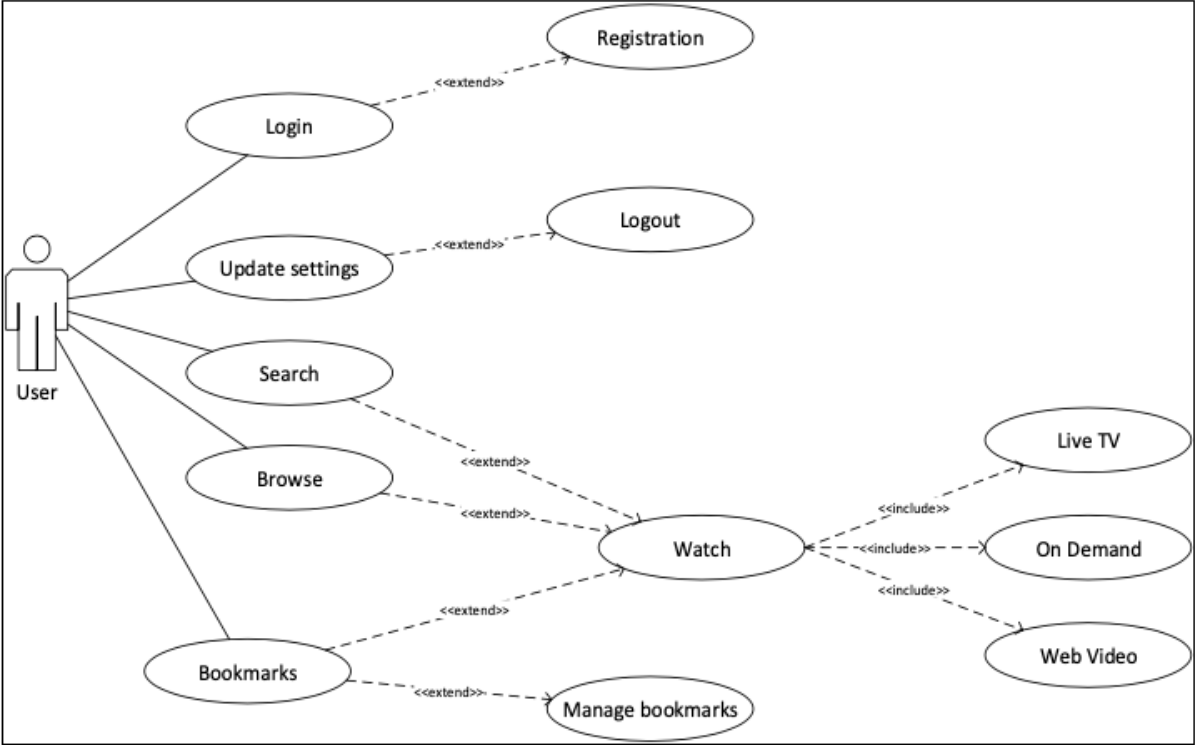 Registration
<<extend>>
Login
Logout
<<extend>>
Update settings
User
Search
<<extend>>
Live TV
Browse
<<extend>>
<<include>>
Watch
<<include>>
On Demand
<<include>>
<<extend>>
Web Video
Bookmarks
<<extend>>
Manage bookmarks